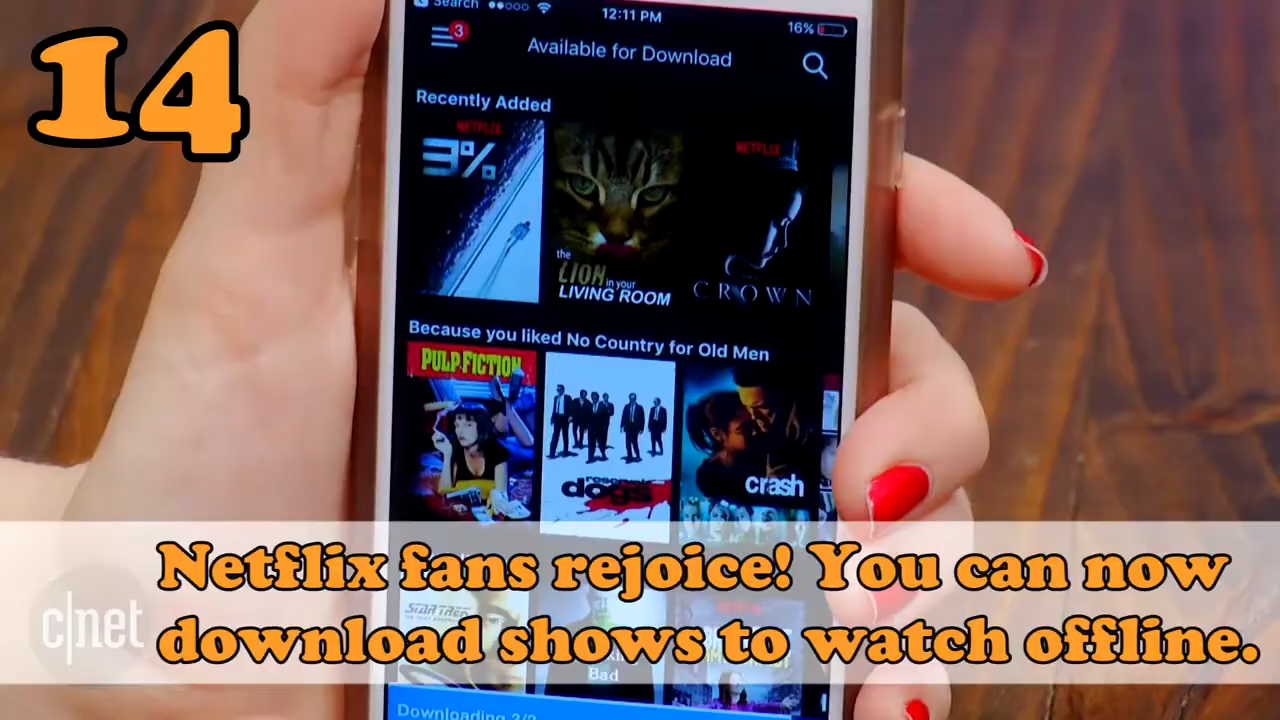 14
Search
12:11 PM
16%
3
Available for Download
Recently Added
NETFLIX
3%
the
LION in your
LIVING ROOM
NETFLIX
CROWN
Because you liked No Country for Old Men
PULP FICTION
reservoir
dogs
crash
Netflix fans rejoice! You can now
download shows to watch offline.
c|net
STAR TREK
Bad
Downloading 3/3